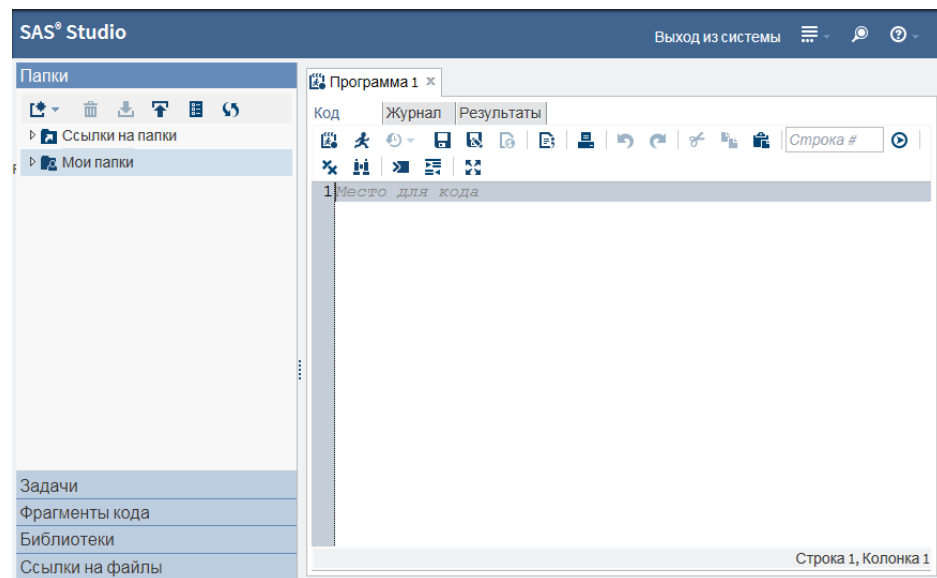 SAS® Studio
Выход из системы
Папки
Ссылки на папки
Мои папки
Задачи
Фрагменты кода
Библиотеки
Ссылки на файлы
Программа 1
Код Журнал Результаты
Строка #
1 Место для кода
Строка 1, Колонка 1